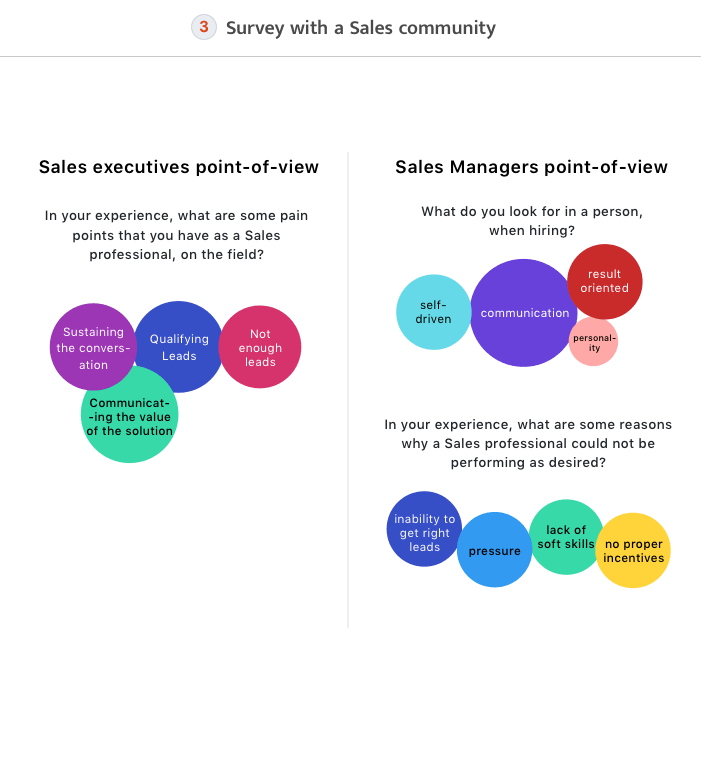 3 Survey with a Sales community
Sales executives point-of-view
In your experience, what are some pain
points that you have as a Sales
professional, on the field?
Sustaining
the convers-
ation
Qualifying
Leads
Not
enough
leads
Communicat-
-ing the value
of the solution
Sales Managers point-of-view
What do you look for in a person,
when hiring?
self-
driven
communication
result
oriented
personal-
ity
In your experience, what are some reasons
why a Sales professional could not be
performing as desired?
inability to
get right
leads
pressure
lack of
soft skills
no proper
incentives